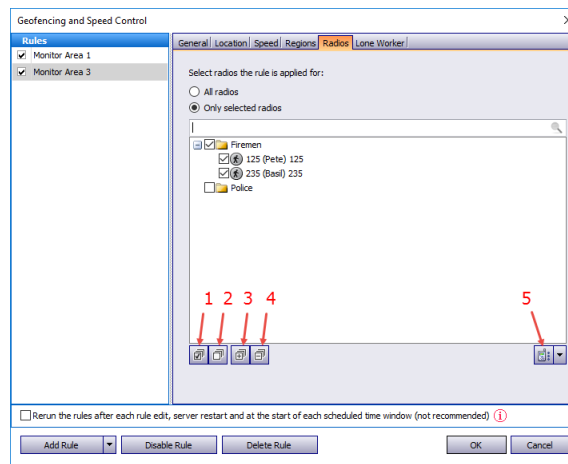 Geofencing and Speed Control
Rules
Monitor Area 1
Monitor Area 3
General Location Speed Regions Radios Lone Worker
Select radios the rule is applied for:
All radios
Only selected radios
Firemen
125 (Pete) 125
235 (Basil) 235
Police
1 2 3 4 5
Rerun the rules after each rule edit, server restart and at the start of each scheduled time window (not recommended)
Add Rule Disable Rule Delete Rule OK Cancel